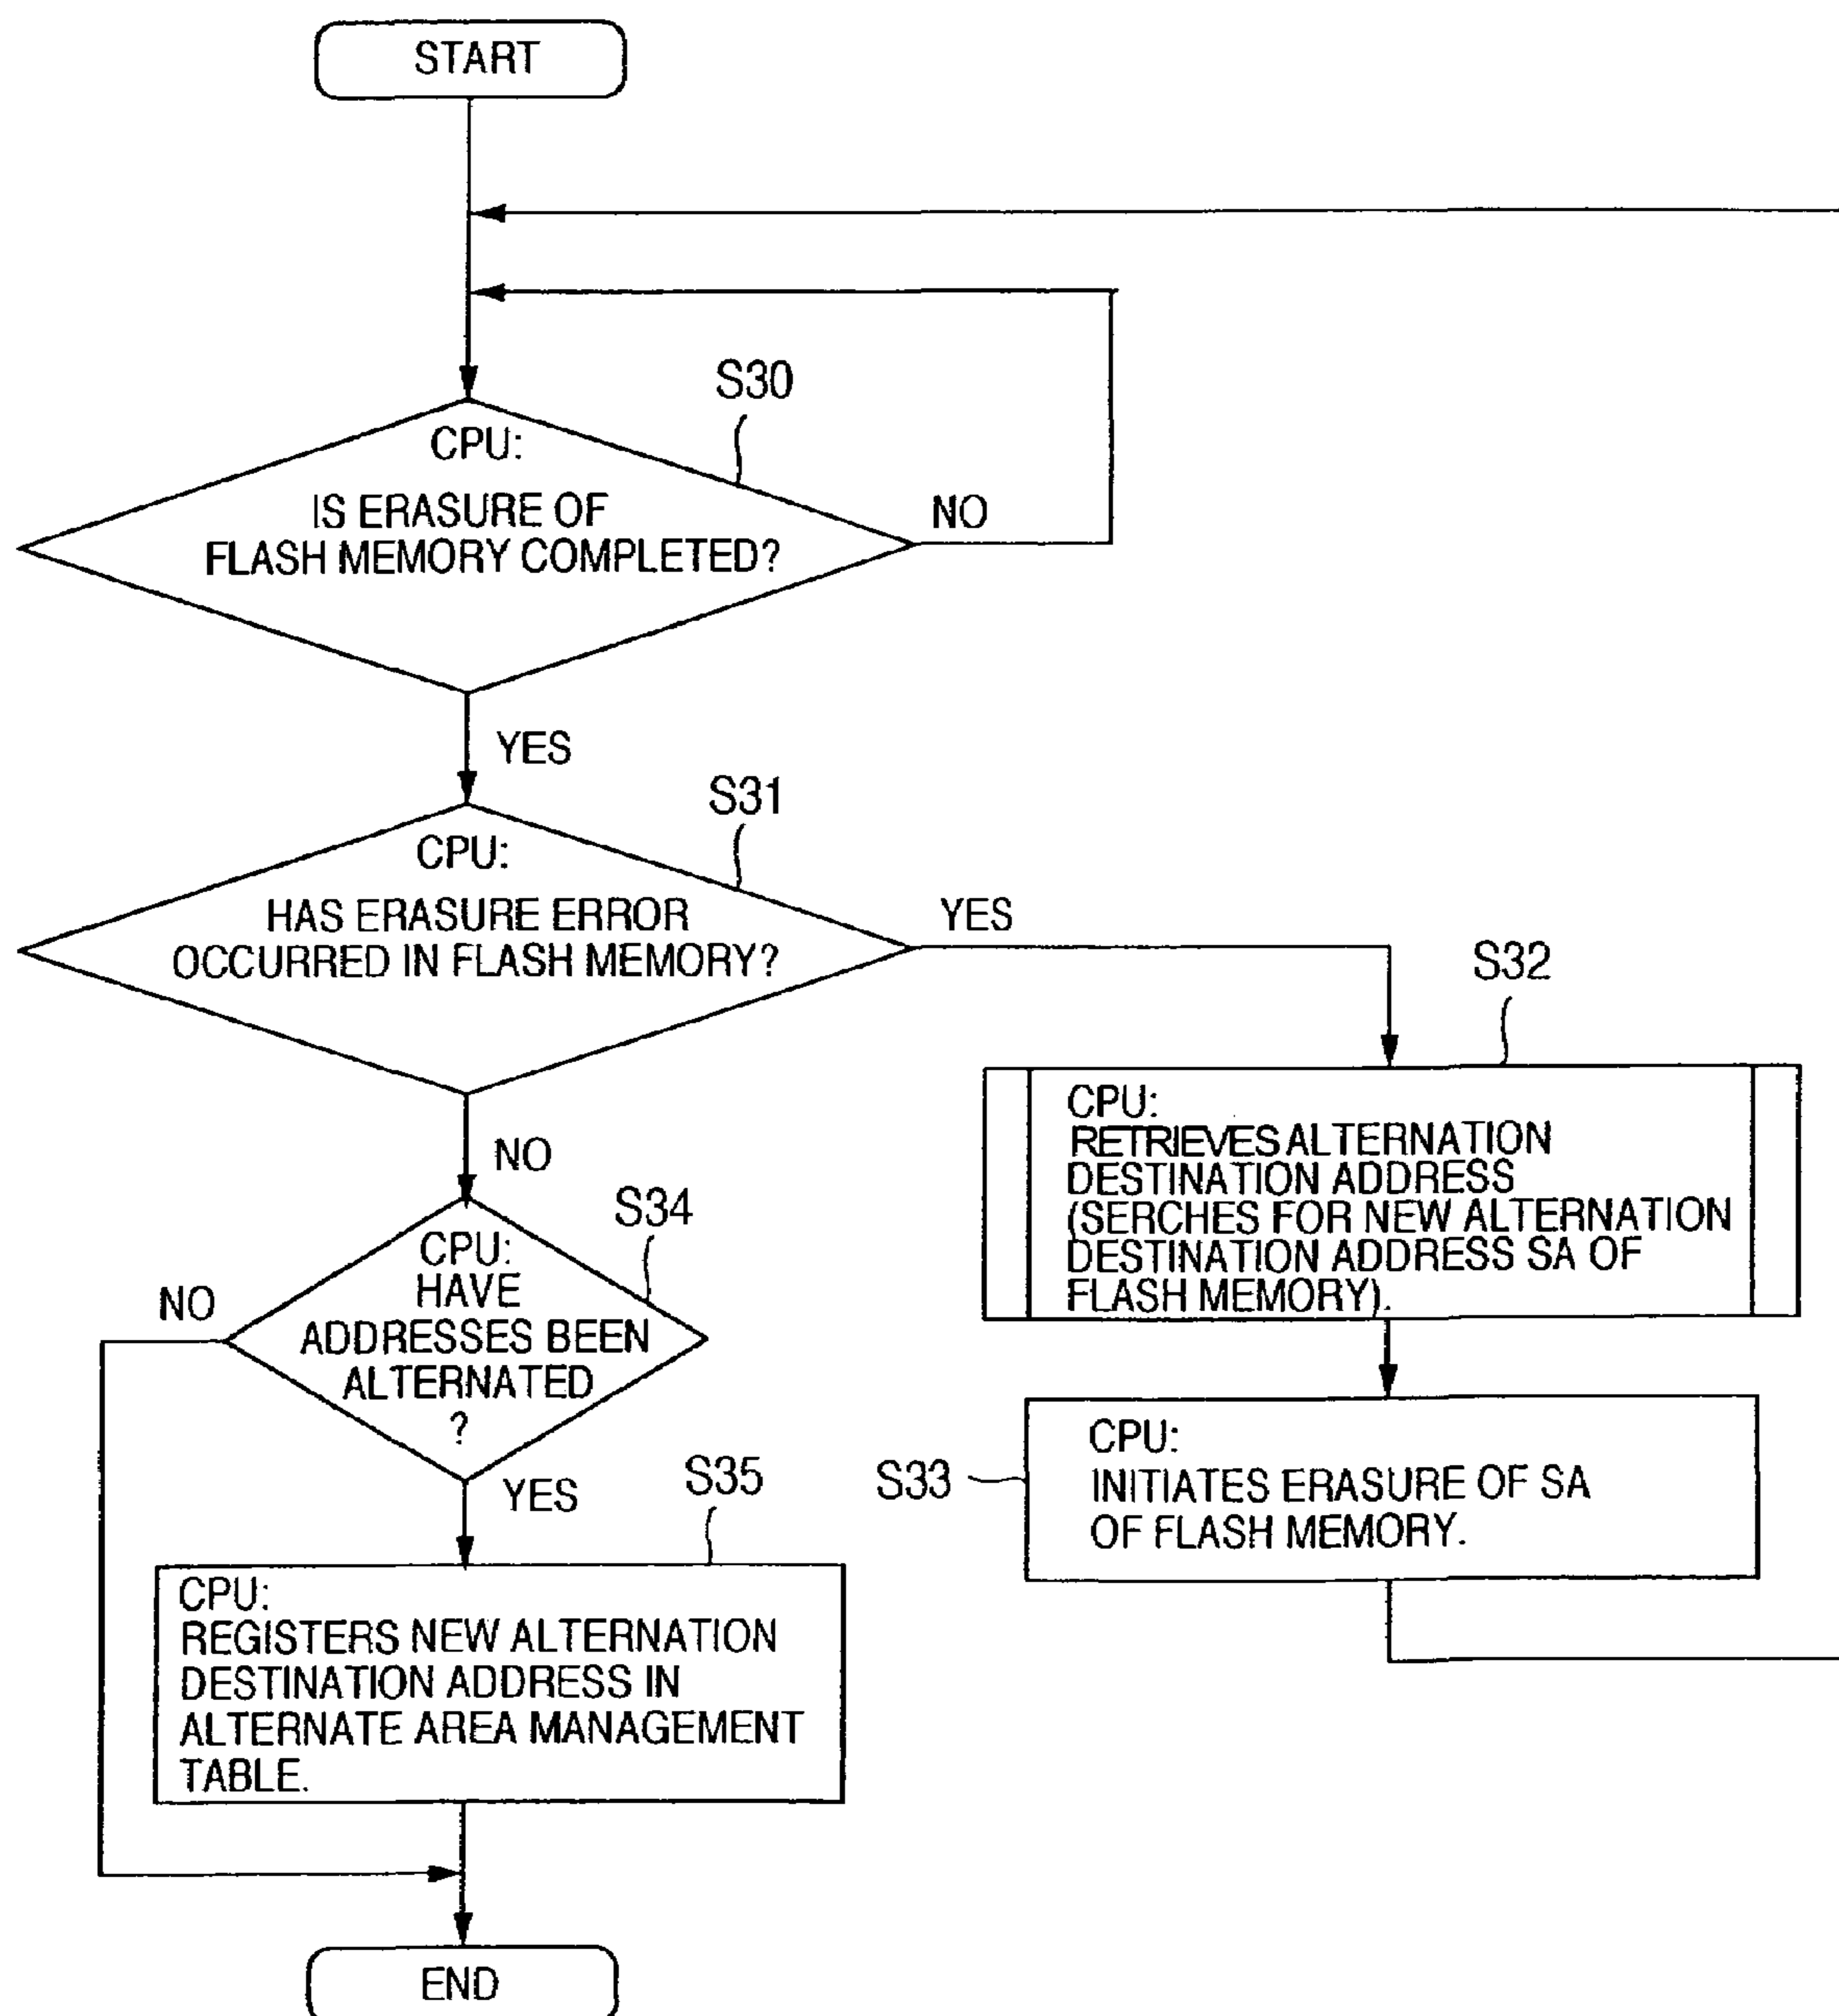 START
S30
CPU:
IS ERASURE OF
FLASH MEMORY COMPLETED?
NO
YES
S31
CPU:
HAS ERASURE ERROR
OCCURRED IN FLASH MEMORY?
YES
S32
CPU:
RETRIEVES ALTERNATION
DESTINATION ADDRESS
(SERCHES FOR NEW ALTERNATION
DESTINATION ADDRESS SA OF
FLASH MEMORY).
NO
S34
CPU:
HAVE
ADDRESSES BEEN
ALTERNATED
?
NO
YES
S33
CPU:
INITIATES ERASURE OF SA
OF FLASH MEMORY.
S35
CPU:
REGISTERS NEW ALTERNATION
DESTINATION ADDRESS IN
ALTERNATE AREA MANAGEMENT
TABLE.
END